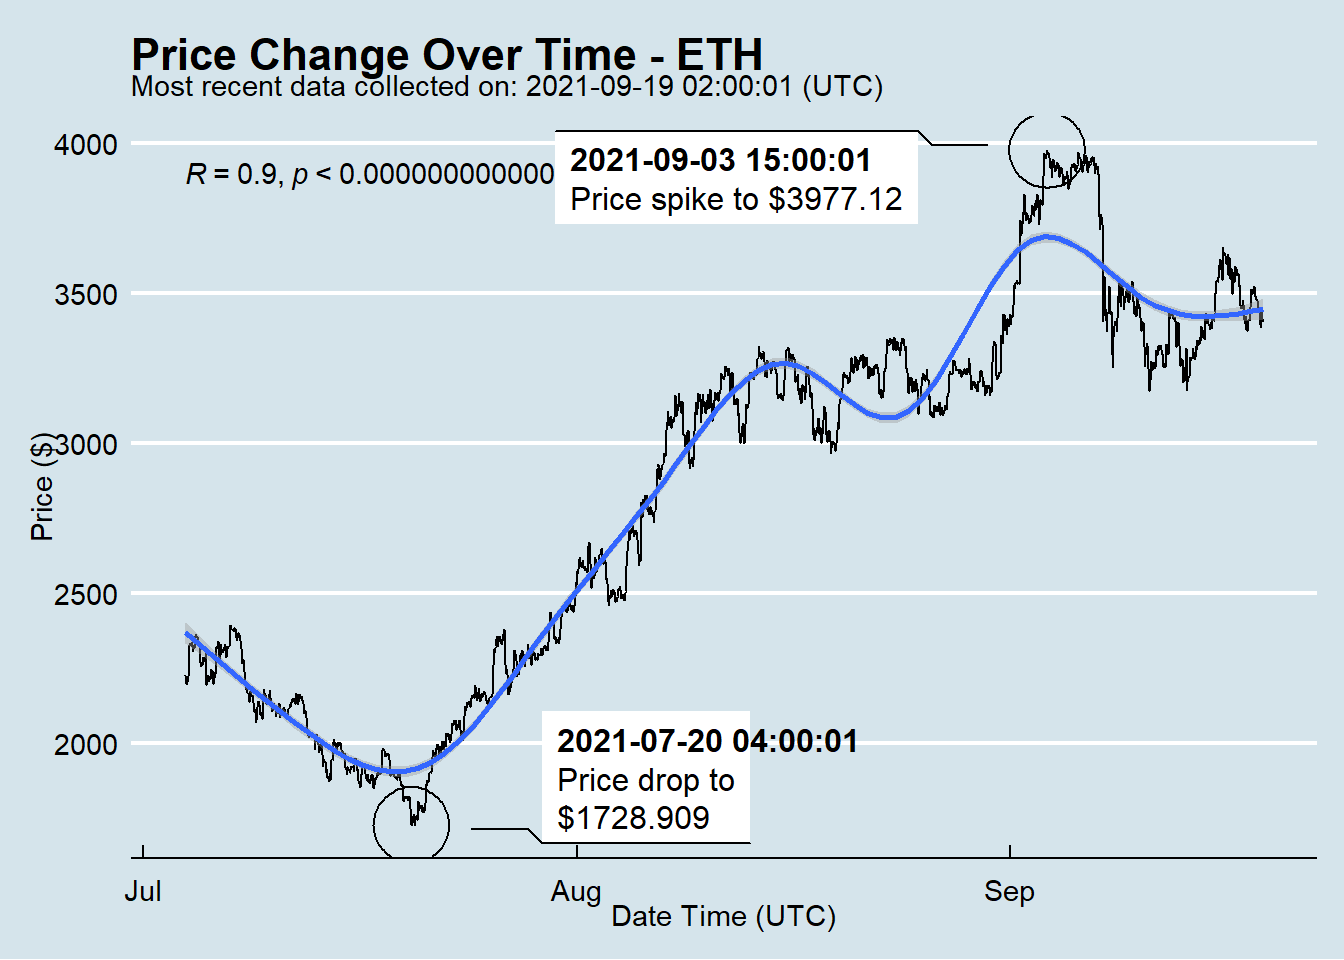 Price Change Over Time - ETH
Most recent data collected on: 2021-09-19 02:00:01 (UTC)
R = 0.9, p < 0.000000000000
2021-09-03 15:00:01
Price spike to $3977.12
4000
3500
3000
2500
2000
Price ($)
2021-07-20 04:00:01
Price drop to
$1728.909
Jul
Aug
Sep
Date Time (UTC)